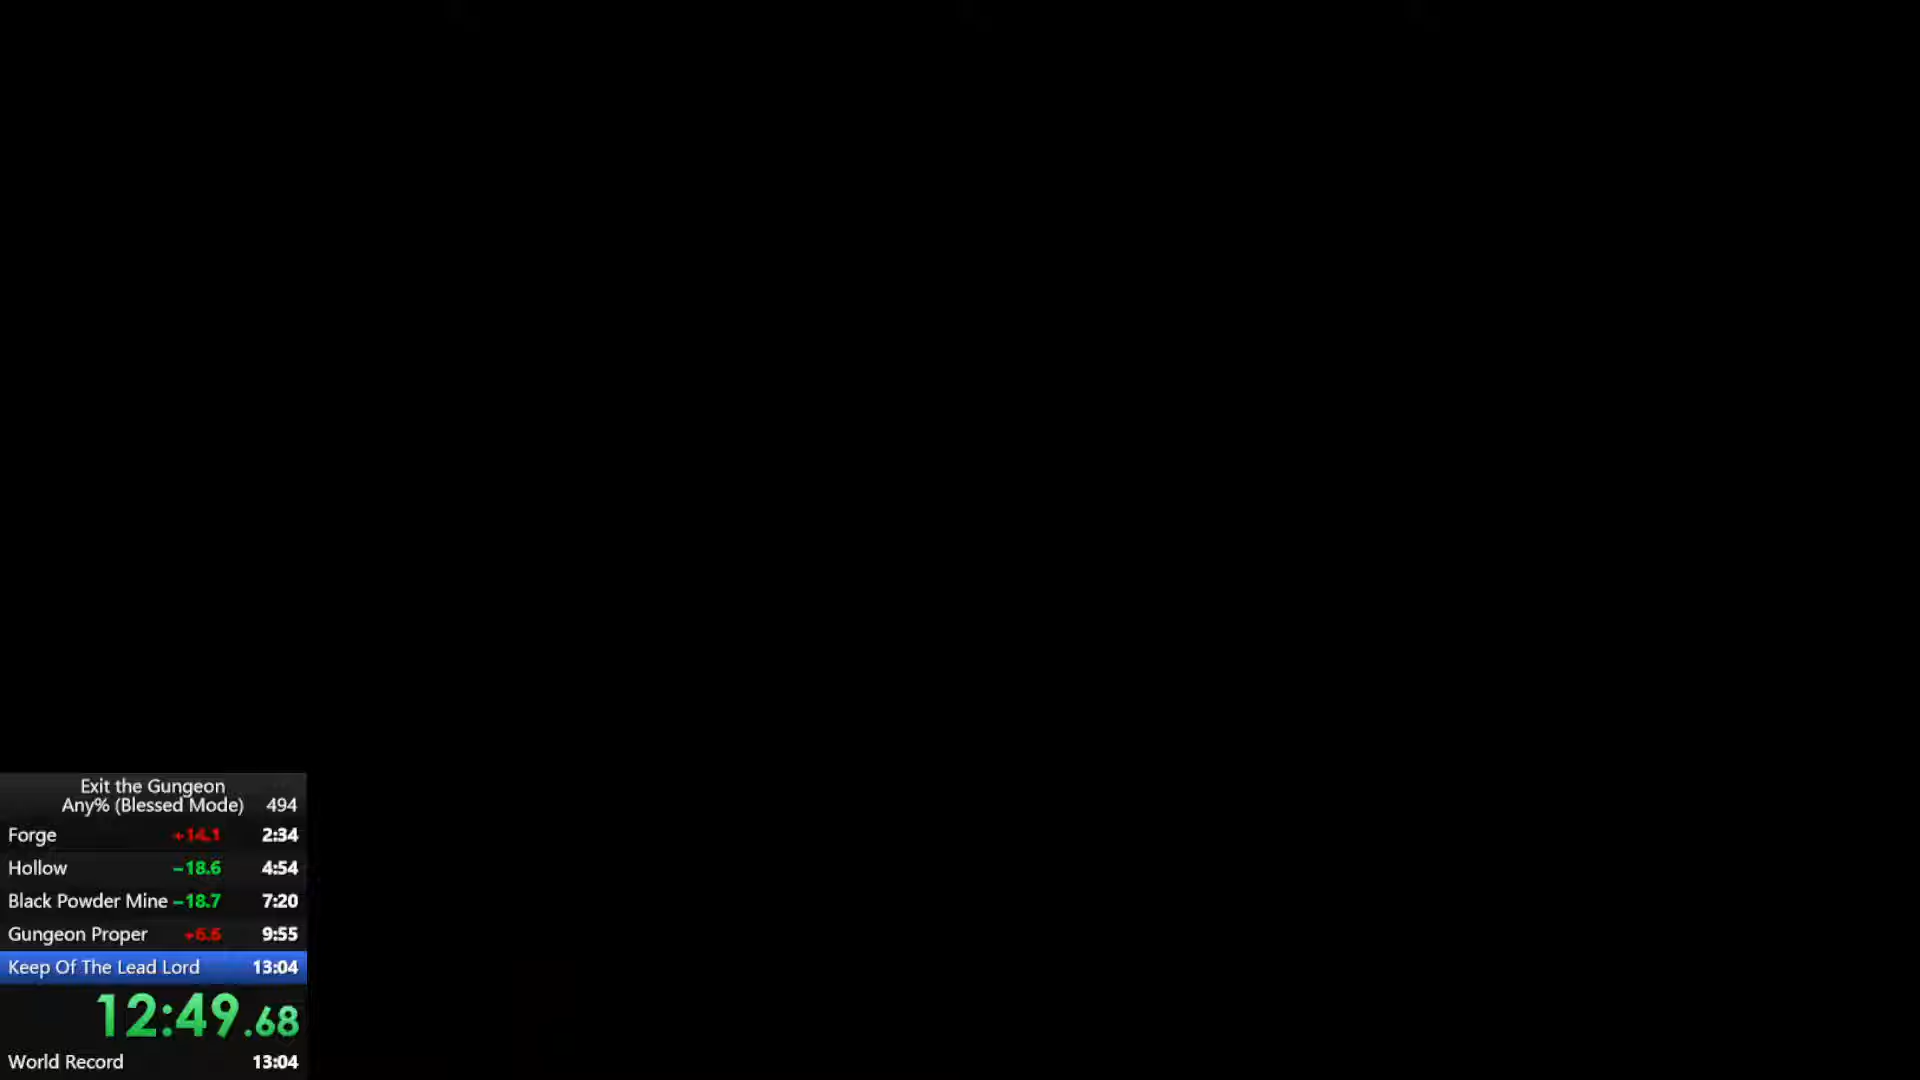 Exit the Gungeon
Any% (Blessed Mode) 494
Forge +14.1 2:34
Hollow −18.6 4:54
Black Powder Mine −18.7 7:20
Gungeon Proper +6.6 9:55
Keep Of The Lead Lord 13:04
12:49.68
World Record 13:04